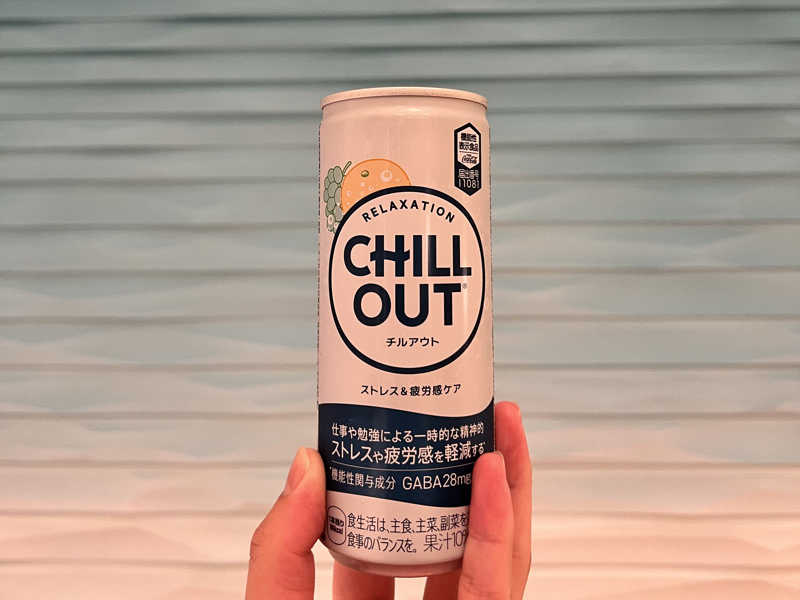 機能性
表示食品
Coca-Cola
届出番号
I1081
RELAXATION
CHILL
OUT®
チルアウト
ストレス&疲労感ケア
仕事や勉強による一時的な精神的
ストレスや疲労感を軽減する
機能性関与成分 GABA28mg
食生活は、主食、主菜、副菜を
食事のバランスを。 果汁10%